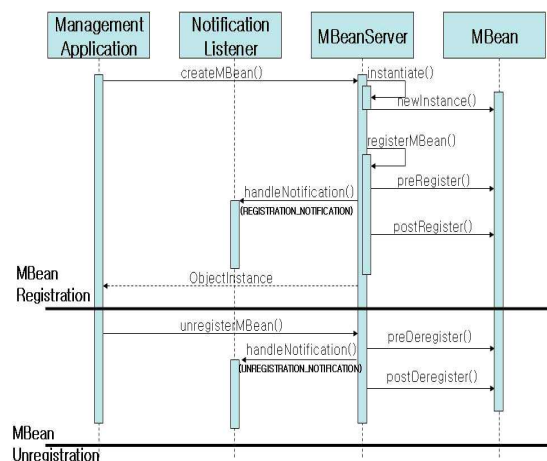 Management
Application
Notification
Listener
MBeanServer
MBean
createMBean()
instantiate()
newInstance()
registerMBean()
handleNotification()
(REGISTRATION_NOTIFICATION)
preRegister()
postRegister()
ObjectInstance
MBean
Registration
unregisterMBean()
handleNotification()
(UNREGISTRATION_NOTIFICATION)
preDeregister()
postDeregister()
MBean
Unregistration